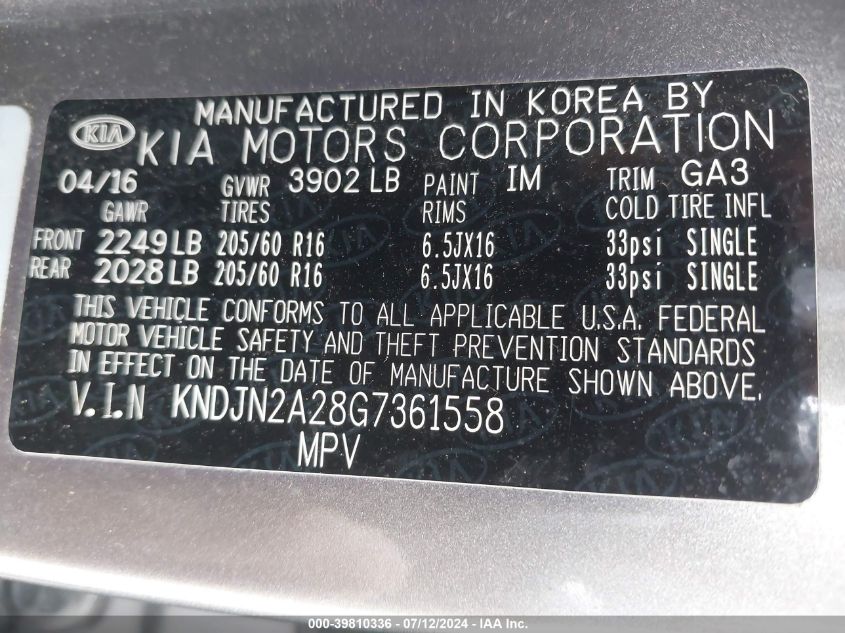 MANUFACTURED IN KOREA BY
KIA KIA MOTORS CORPORATION
04/16 GVWR 3902 LB PAINT IM TRIM GA3
GAWR TIRES RIMS COLD TIRE INFL
FRONT 2249 LB 205/60 R16 6.5JX16 33psi SINGLE
REAR 2028 LB 205/60 R16 6.5JX16 33psi SINGLE
THIS VEHICLE CONFORMS TO ALL APPLICABLE U.S.A. FEDERAL
MOTOR VEHICLE SAFETY AND THEFT PREVENTION STANDARDS
IN EFFECT ON THE DATE OF MANUFACTURE SHOWN ABOVE.
V.I.N KNDJN2A28G7361558
MPV
000-39810336 - 07/12/2024 - IAA Inc.